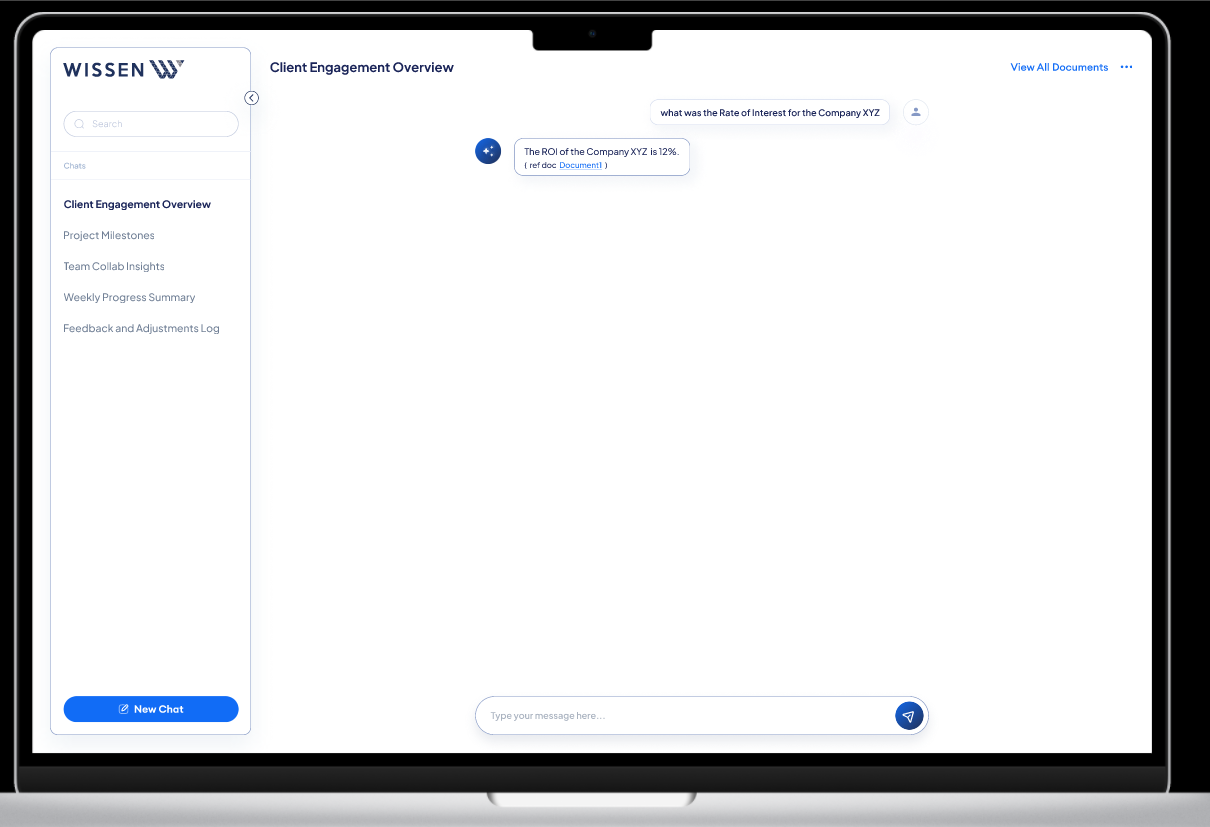 WISSEN
Search
Chats
Client Engagement Overview
Project Milestones
Team Collab Insights
Weekly Progress Summary
Feedback and Adjustments Log
New Chat
Client Engagement Overview
View All Documents
what was the Rate of Interest for the Company XYZ
The ROI of the Company XYZ is 12%.
( ref doc Document1 )
Type your message here...